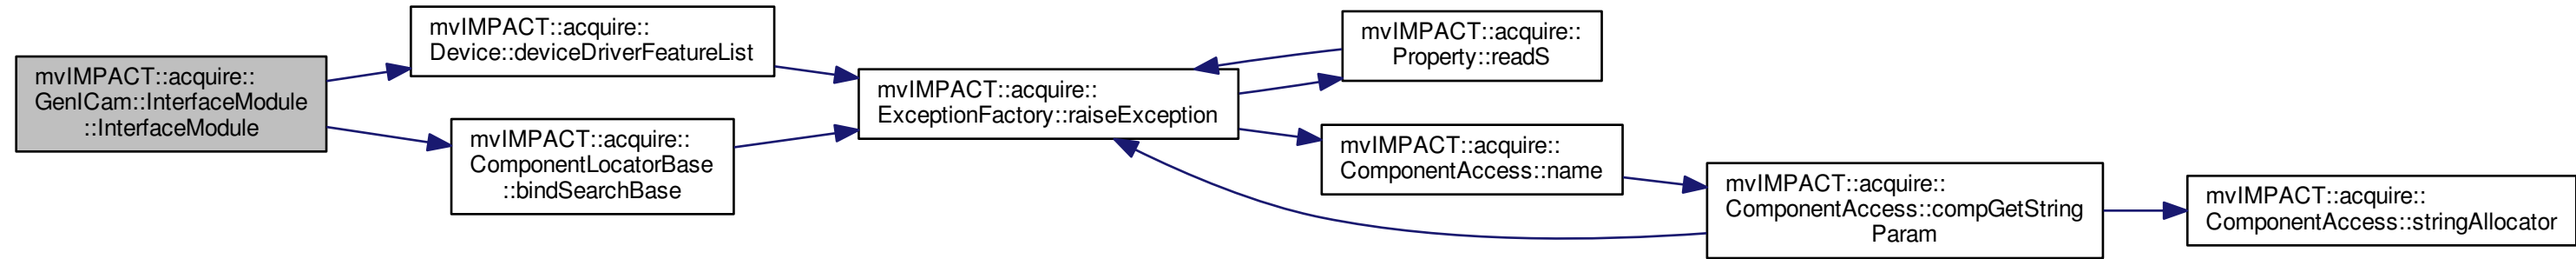 mvIMPACT::acquire::
GenICam::InterfaceModule
::InterfaceModule
mvIMPACT::acquire::
Device::deviceDriverFeatureList
mvIMPACT::acquire::
ComponentLocatorBase
::bindSearchBase
mvIMPACT::acquire::
ExceptionFactory::raiseException
mvIMPACT::acquire::
Property::readS
mvIMPACT::acquire::
ComponentAccess::name
mvIMPACT::acquire::
ComponentAccess::compGetString
Param
mvIMPACT::acquire::
ComponentAccess::stringAllocator